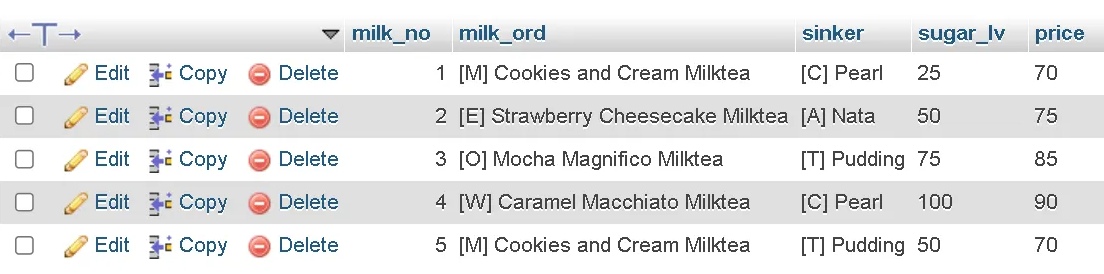 ←T→ milk_no milk_ord sinker sugar_lv price
Edit Copy Delete 1 [M] Cookies and Cream Milktea [C] Pearl 25 70
Edit Copy Delete 2 [E] Strawberry Cheesecake Milktea [A] Nata 50 75
Edit Copy Delete 3 [O] Mocha Magnifico Milktea [T] Pudding 75 85
Edit Copy Delete 4 [W] Caramel Macchiato Milktea [C] Pearl 100 90
Edit Copy Delete 5 [M] Cookies and Cream Milktea [T] Pudding 50 70